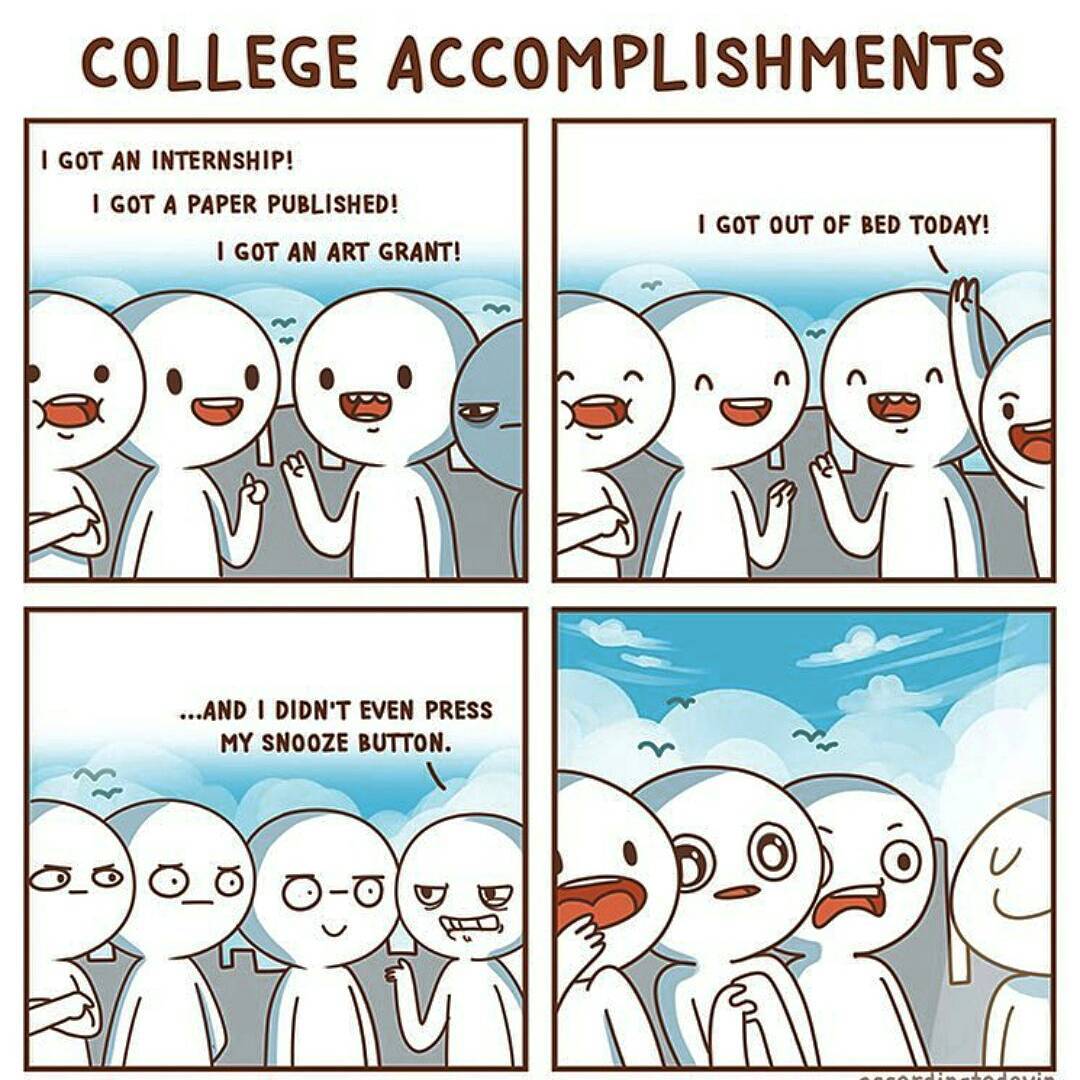 COLLEGE ACCOMPLISHMENTS
I GOT AN INTERNSHIP!
I GOT A PAPER PUBLISHED!
I GOT AN ART GRANT!
I GOT OUT OF BED TODAY!
...AND I DIDN'T EVEN PRESS
MY SNOOZE BUTTON.